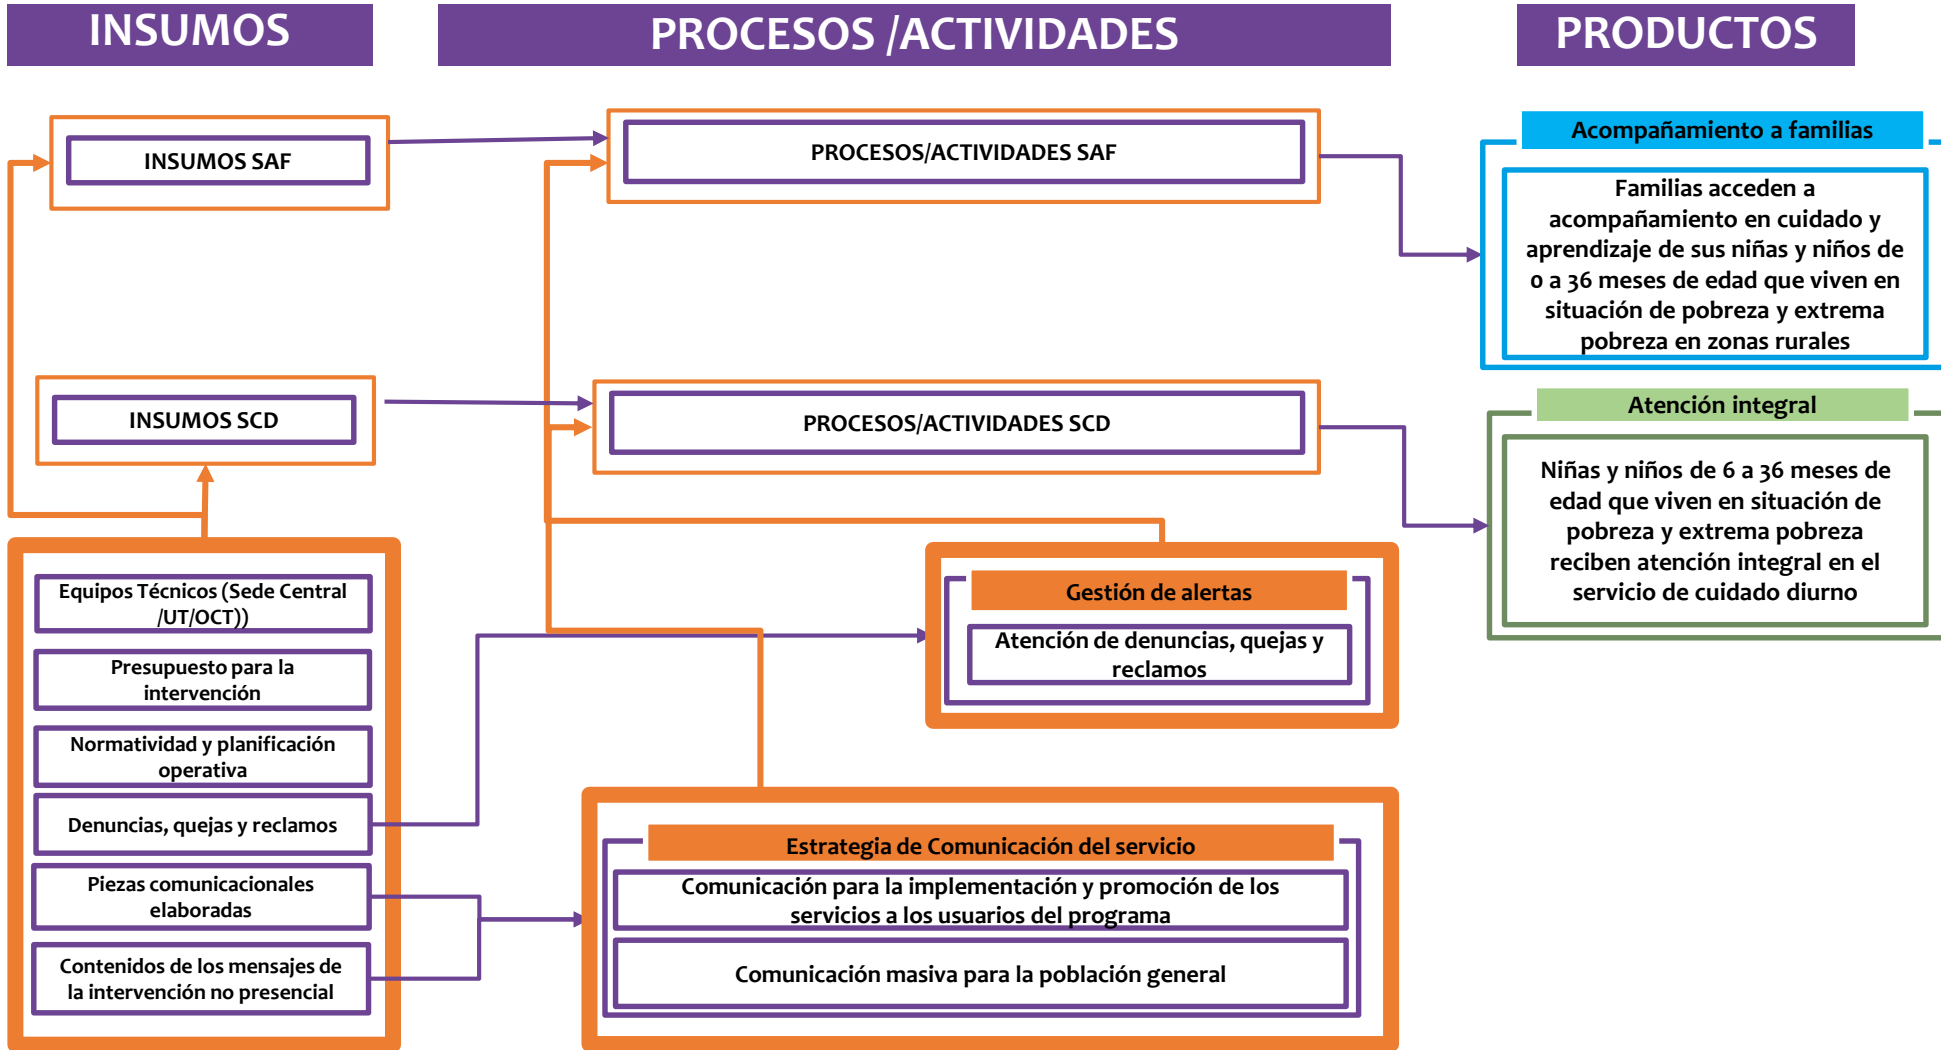 INSUMOS
PROCESOS /ACTIVIDADES
PRODUCTOS
INSUMOS SAF
PROCESOS/ACTIVIDADES SAF
Acompañamiento a familias
Familias acceden a
acompañamiento en cuidado y
aprendizaje de sus niñas y niños de
0 a 36 meses de edad que viven en
situación de pobreza y extrema
pobreza en zonas rurales
INSUMOS SCD
PROCESOS/ACTIVIDADES SCD
Atención integral
Niñas y niños de 6 a 36 meses de
edad que viven en situación de
pobreza y extrema pobreza
reciben atención integral en el
servicio de cuidado diurno
Equipos Técnicos (Sede Central
/UT/OCT))
Presupuesto para la
intervención
Normatividad y planificación
operativa
Denuncias, quejas y reclamos
Piezas comunicacionales
elaboradas
Contenidos de los mensajes de
la intervención no presencial
Gestión de alertas
Atención de denuncias, quejas y
reclamos
Estrategia de Comunicación del servicio
Comunicación para la implementación y promoción de los
servicios a los usuarios del programa
Comunicación masiva para la población general